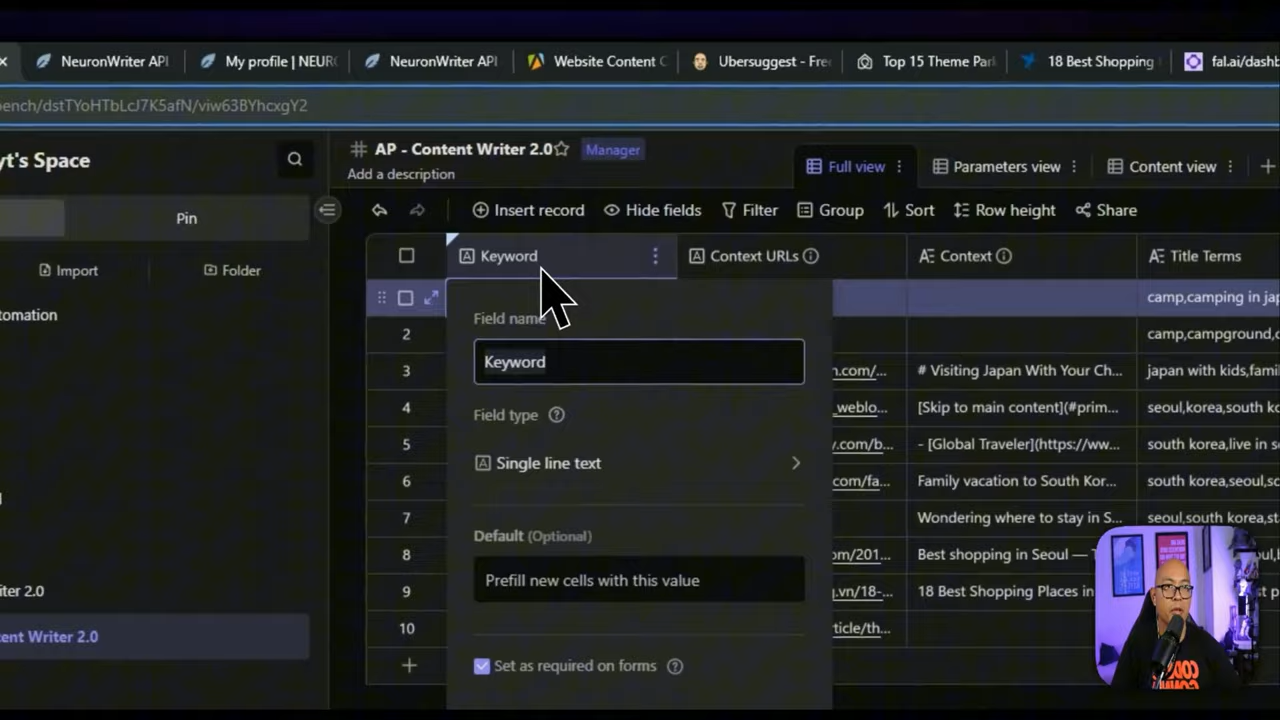 NeuronWriter API
My profile | NEUR
NeuronWriter API
Website Content C
Ubersuggest - Fre
Top 15 Theme Park
18 Best Shopping
fal.ai/dashb
ench/dstTYoHTbLcJ7K5afN/viw63BYhcxgY2
yt's Space
AP - Content Writer 2.0
Manager
Add a description
Full view
Parameters view
Content view
Pin
Insert record
Hide fields
Filter
Group
Sort
Row height
Share
Import
Folder
Keyword
Context URLs
Context
Title Terms
tomation
camp,camping in jap
Field name
2
camp,campground,c
Keyword
3
n.com/...
# Visiting Japan With Your Ch...
japan with kids,famil
4
_weblo...
[Skip to main content](#prim...
seoul,korea,south k
Field type
5
y.com/b...
- [Global Traveler](https://ww...
south korea,live in s
Single line text
6
com/fa...
Family vacation to South Kor...
south korea,seoul,sc
7
Wondering where to stay in S...
seoul,south korea,st
Default (Optional)
8
om/201...
Best shopping in Seoul — T
Prefill new cells with this value
iter 2.0
9
g.vn/18-...
18 Best Shopping Places in
10
ticle/th...
ent Writer 2.0
Set as required on forms